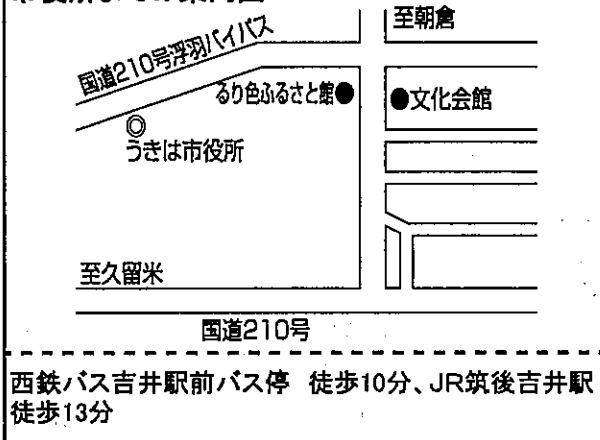 至朝倉
国道210号浮羽バイパス
るり色ふるさと館●
●文化会館
◎
うきは市役所
至久留米
国道210号
西鉄バス吉井駅前バス停 徒歩10分、JR筑後吉井駅
徒歩13分